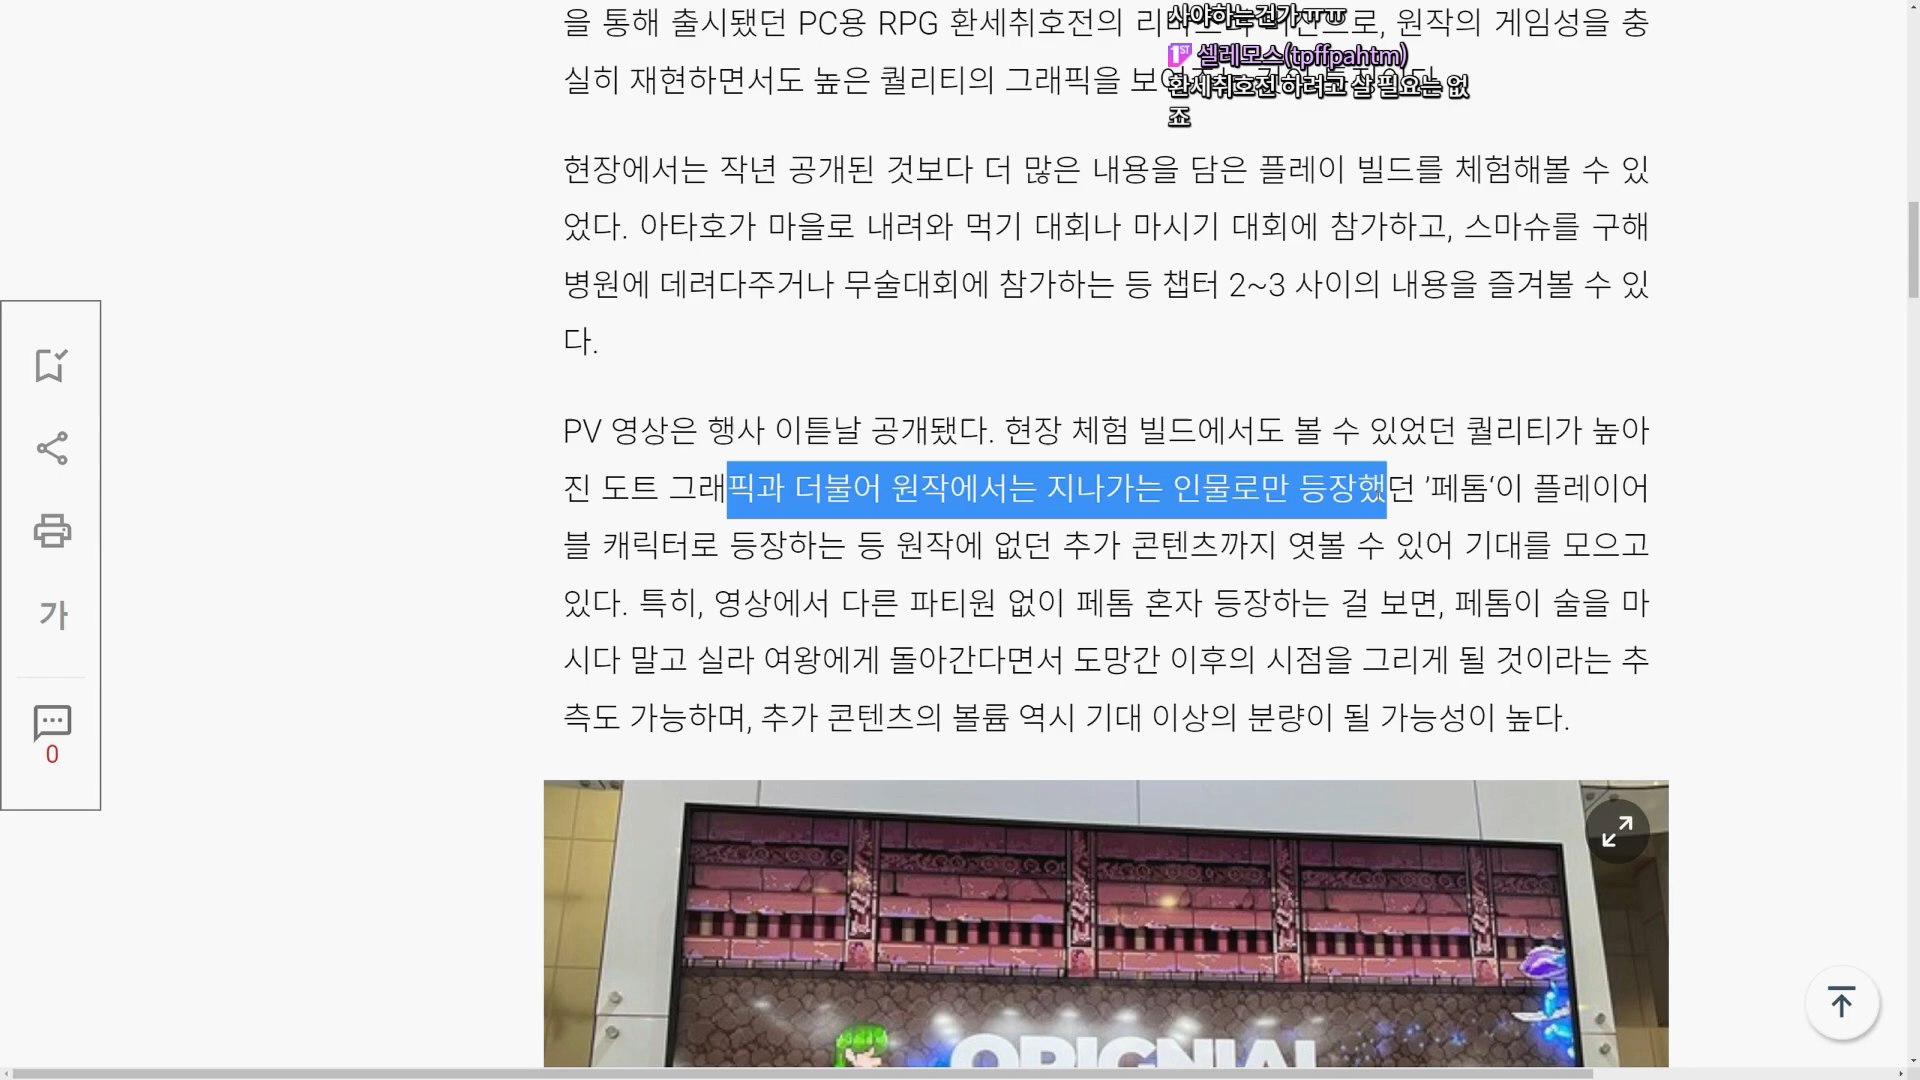 을 통해 출시됐던 PC용 RPG 환세취호전의 로, 원작의 게임성을 충
실히 재현하면서도 높은 퀄리티의 그래픽을
사야하는건가 ㅠㅠ
1ST 셀레모스(tpffpahtm)
환세취호전 하려고 살 필요는 없
죠
현장에서는 작년 공개된 것보다 더 많은 내용을 담은 플레이 빌드를 체험해볼 수 있
었다. 아타호가 마을로 내려와 먹기 대회나 마시기 대회에 참가하고, 스마슈를 구해
병원에 데려다주거나 무술대회에 참가하는 등 챕터 2~3 사이의 내용을 즐겨볼 수 있
다.
PV 영상은 행사 이튿날 공개됐다. 현장 체험 빌드에서도 볼 수 있었던 퀄리티가 높아
진 도트 그래픽과 더불어 원작에서는 지나가는 인물로만 등장했던 ’페톰‘이 플레이어
블 캐릭터로 등장하는 등 원작에 없던 추가 콘텐츠까지 엿볼 수 있어 기대를 모으고
있다. 특히, 영상에서 다른 파티원 없이 페톰 혼자 등장하는 걸 보면, 페톰이 술을 마
시다 말고 실라 여왕에게 돌아간다면서 도망간 이후의 시점을 그리게 될 것이라는 추
측도 가능하며, 추가 콘텐츠의 볼륨 역시 기대 이상의 분량이 될 가능성이 높다.
가
0
ORIGNIAL